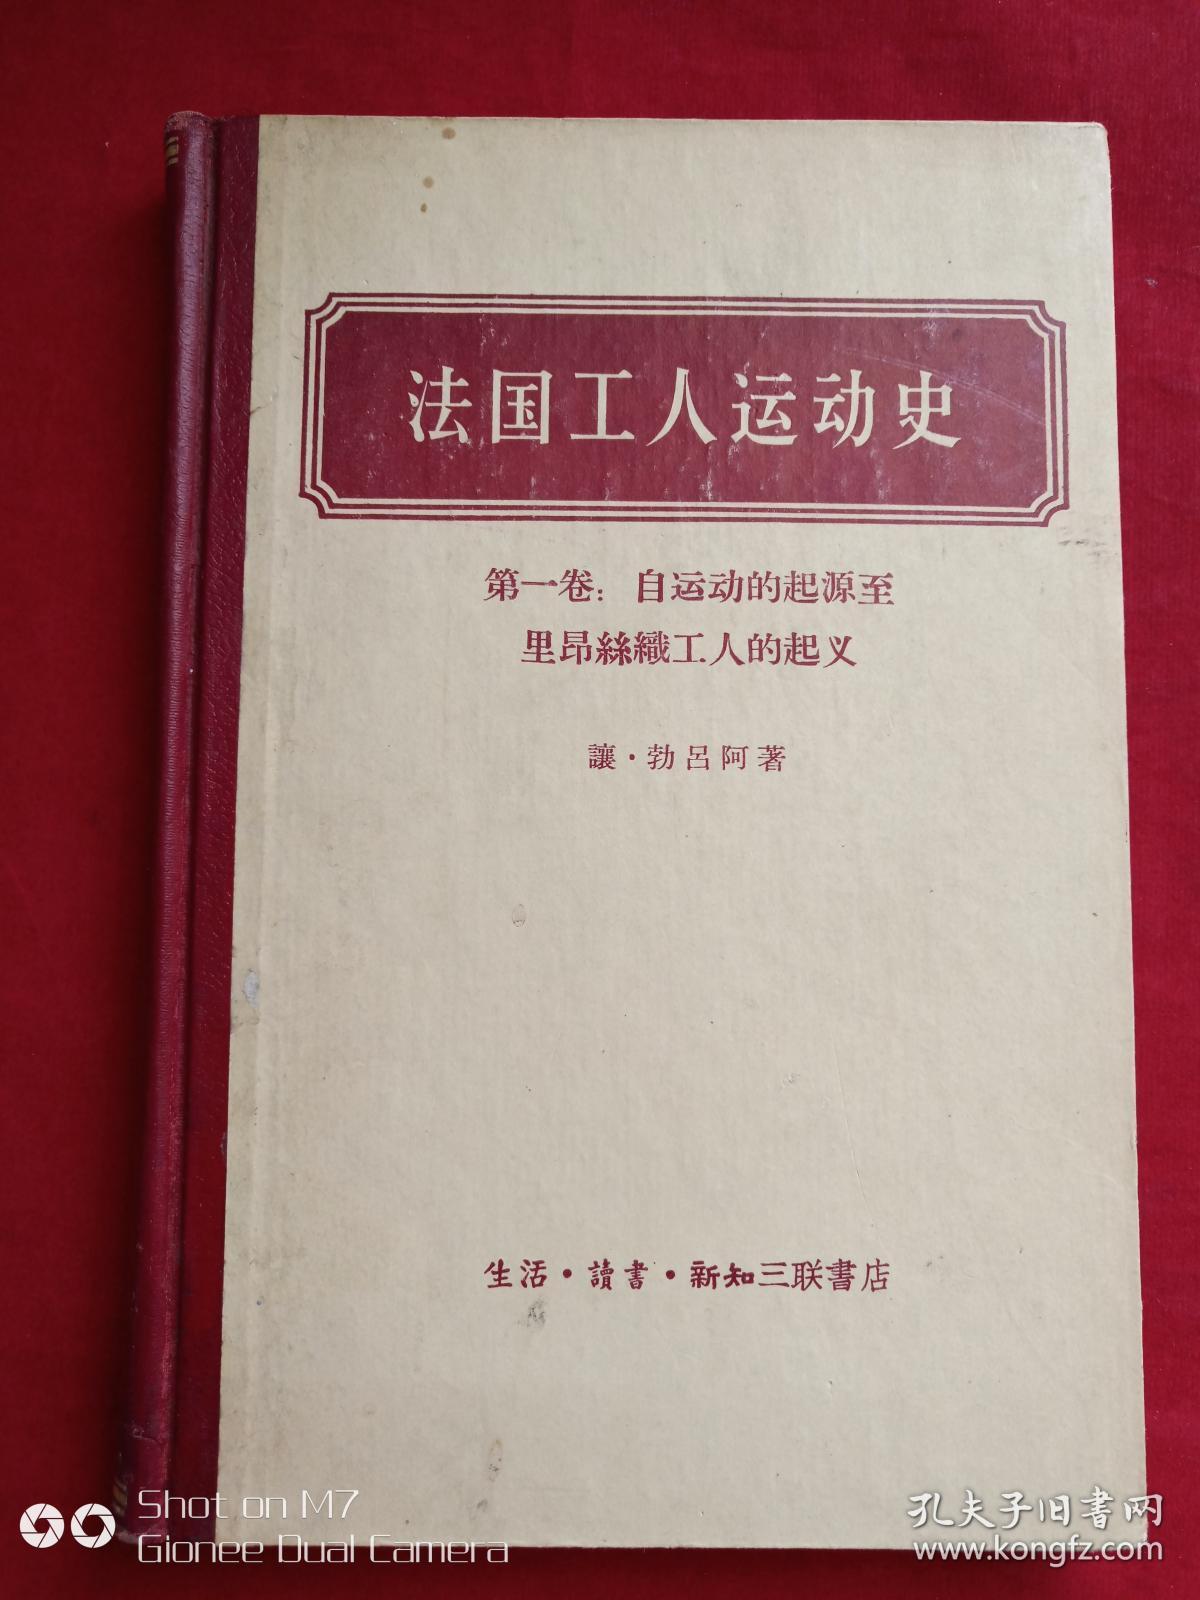 法国工人运动史
第一卷：自运动的起源至
里昂絲織工人的起义
讓·勃呂阿著
生活·讀書·新知三联書店
Shot on M7
Gionee Dual Camera
孔夫子旧书网
www.kongfz.com